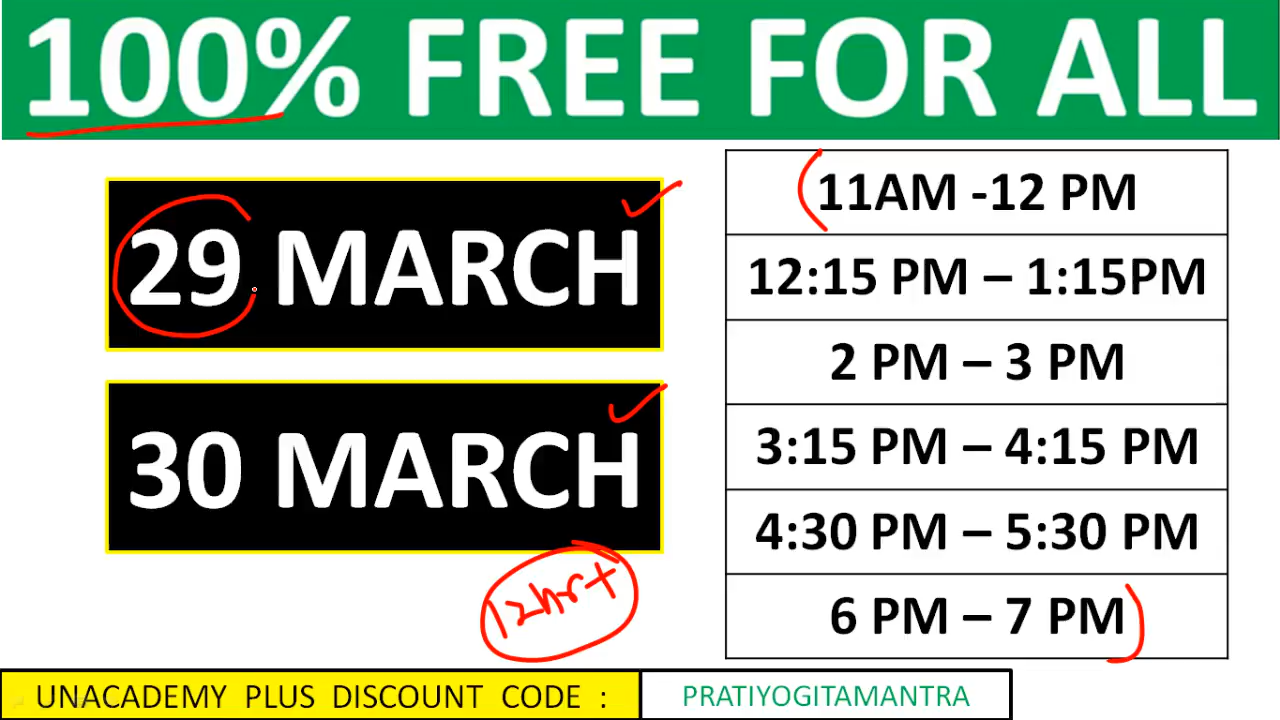 100% FREE FOR ALL
29 MARCH
30 MARCH
12hr+
11AM -12 PM
12:15 PM – 1:15PM
2 PM – 3 PM
3:15 PM – 4:15 PM
4:30 PM – 5:30 PM
6 PM – 7 PM
UNACADEMY PLUS DISCOUNT CODE : PRATIYOGITAMANTRA